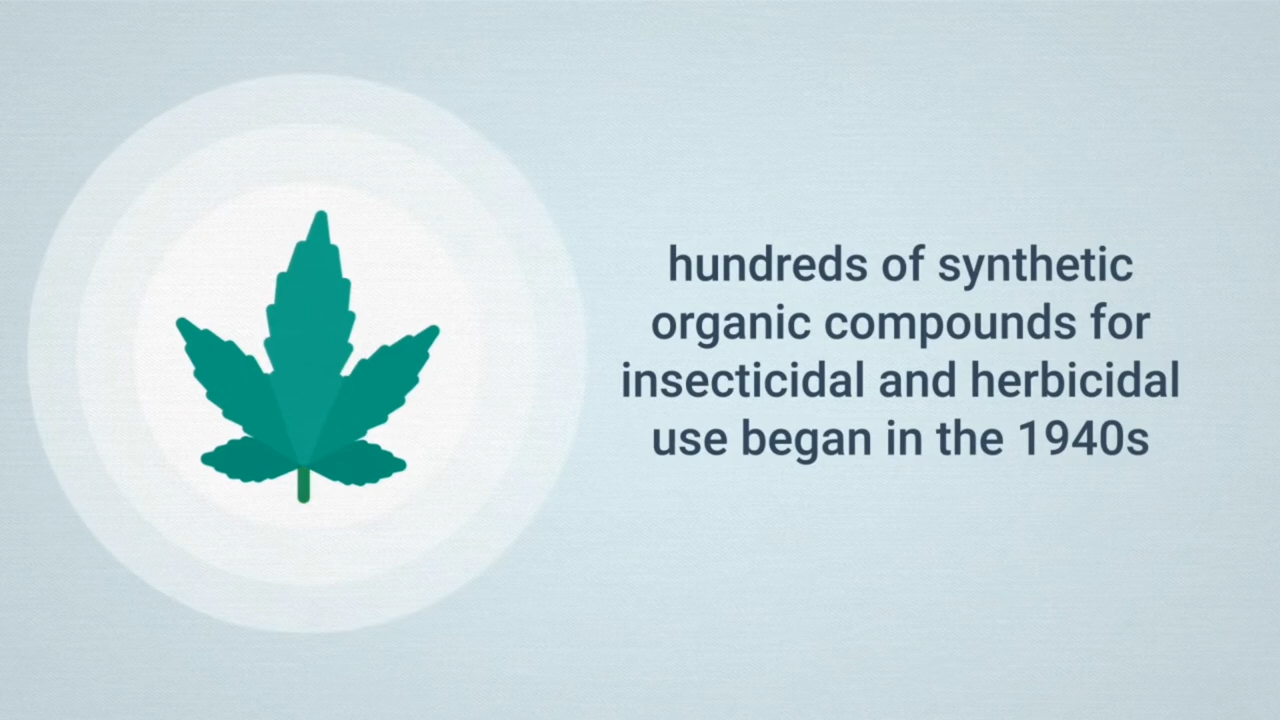 hundreds of synthetic
organic compounds for
insecticidal and herbicidal
use began in the 1940s